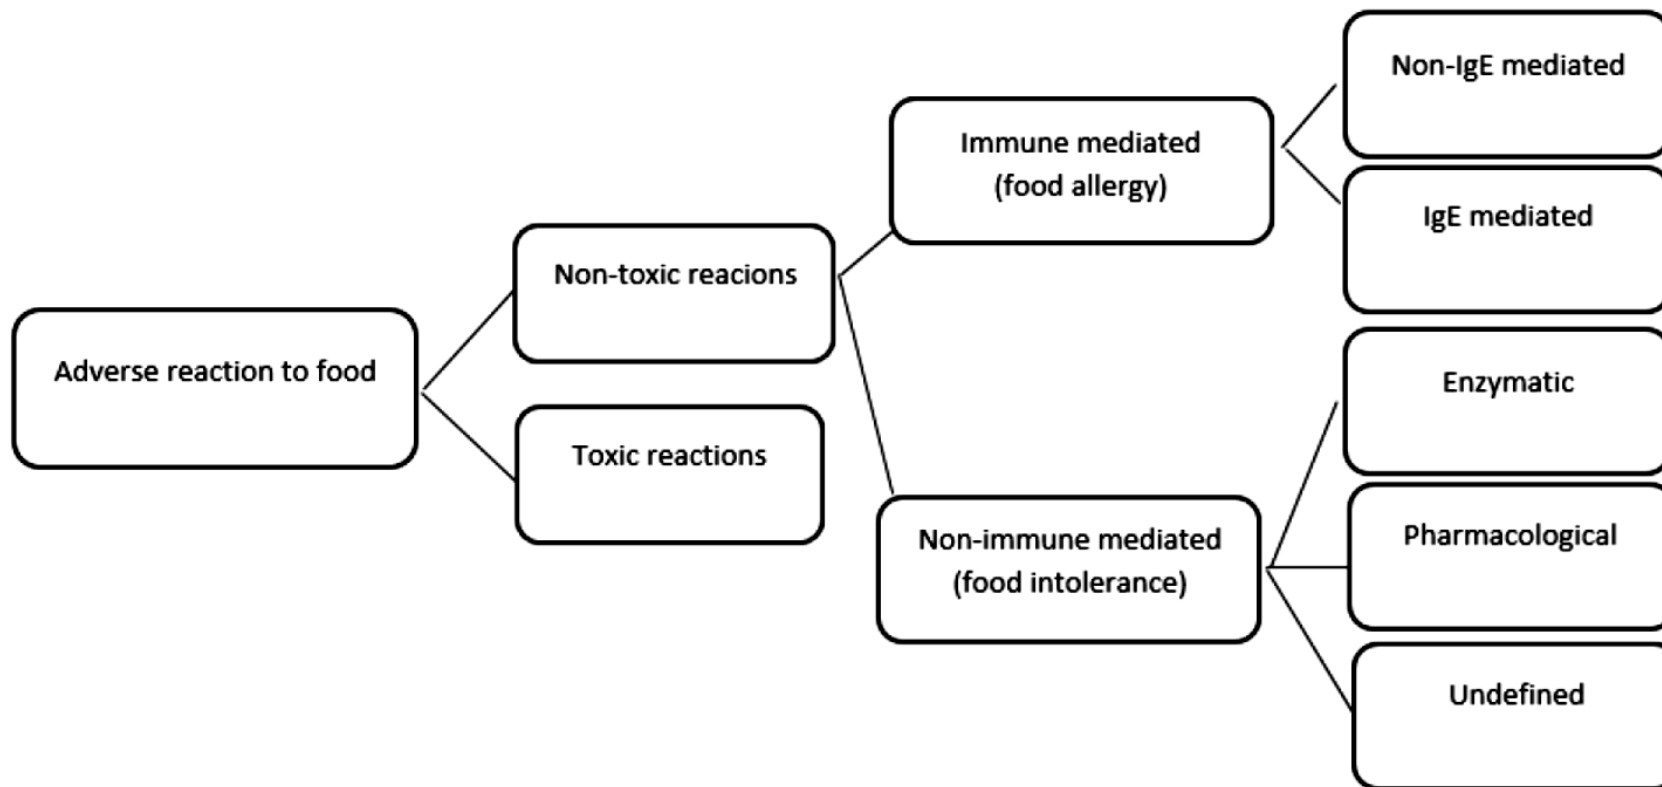 Adverse reaction to food
Non-toxic reacions
Toxic reactions
Immune mediated
(food allergy)
Non-immune mediated
(food intolerance)
Non-IgE mediated
IgE mediated
Enzymatic
Pharmacological
Undefined